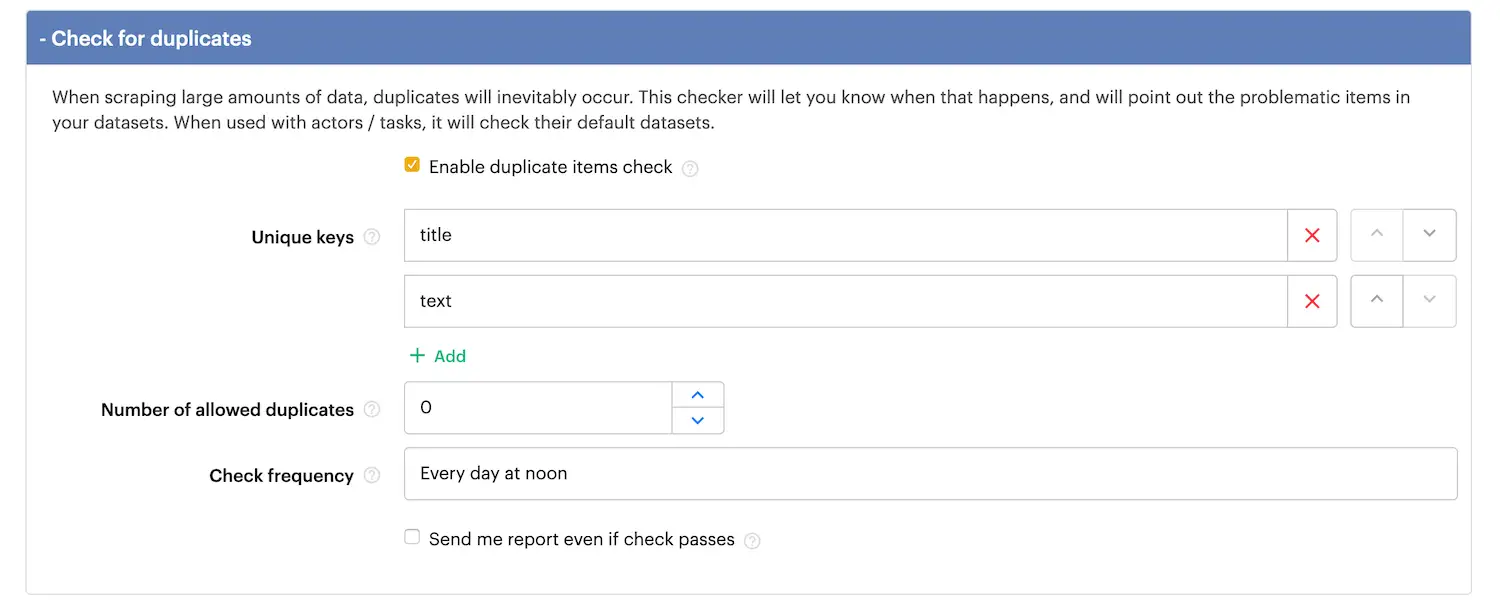 - Check for duplicates
When scraping large amounts of data, duplicates will inevitably occur. This checker will let you know when that happens, and will point out the problematic items in
your datasets. When used with actors / tasks, it will check their default datasets.
Enable duplicate items check ?
Unique keys ? title
text
+ Add
Number of allowed duplicates ? 0
Check frequency ? Every day at noon
Send me report even if check passes ?